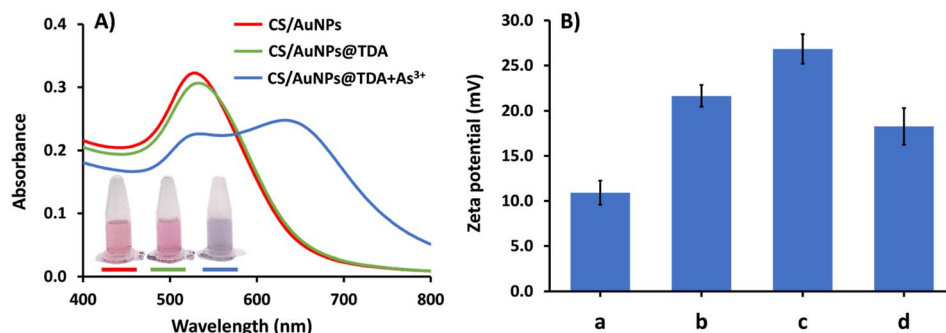 A)
CS/AuNPs
CS/AuNPs@TDA
CS/AuNPs@TDA+As³⁺
Absorbance
0.4
0.3
0.2
0.1
0.0
400
500
600
700
800
Wavelength (nm)
B)
Zeta potential (mV)
30.0
25.0
20.0
15.0
10.0
5.0
0.0
a
b
c
d